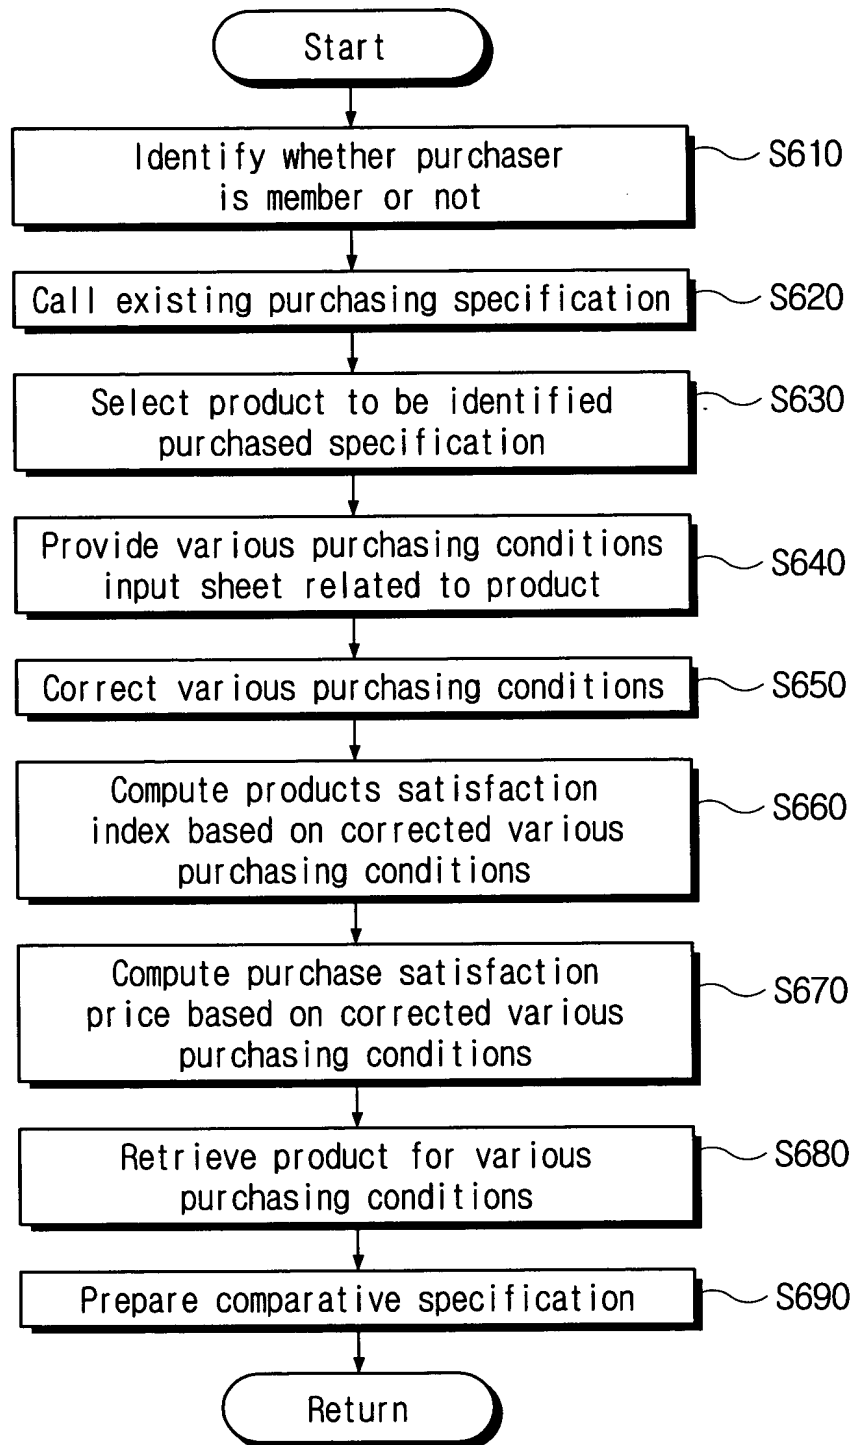 Start
Identify whether purchaser
is member or not
S610
Call existing purchasing specification
S620
Select product to be identified
purchased specification
S630
Provide various purchasing conditions
input sheet related to product
S640
Correct various purchasing conditions
S650
Compute products satisfaction
index based on corrected various
purchasing conditions
S660
Compute purchase satisfaction
price based on corrected various
purchasing conditions
S670
Retrieve product for various
purchasing conditions
S680
Prepare comparative specification
S690
Return